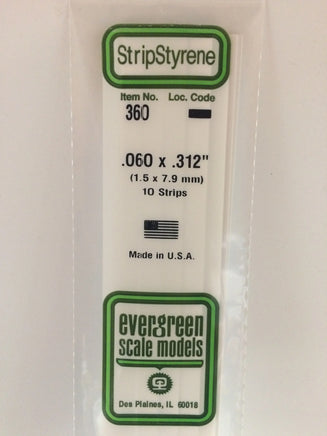 StripStyrene
Item No. Loc. Code
360
.060 x .312"
(1.5 x 7.9 mm)
10 Strips
Made in U.S.A.
evergreen
scale models
Des Plaines, IL 60018